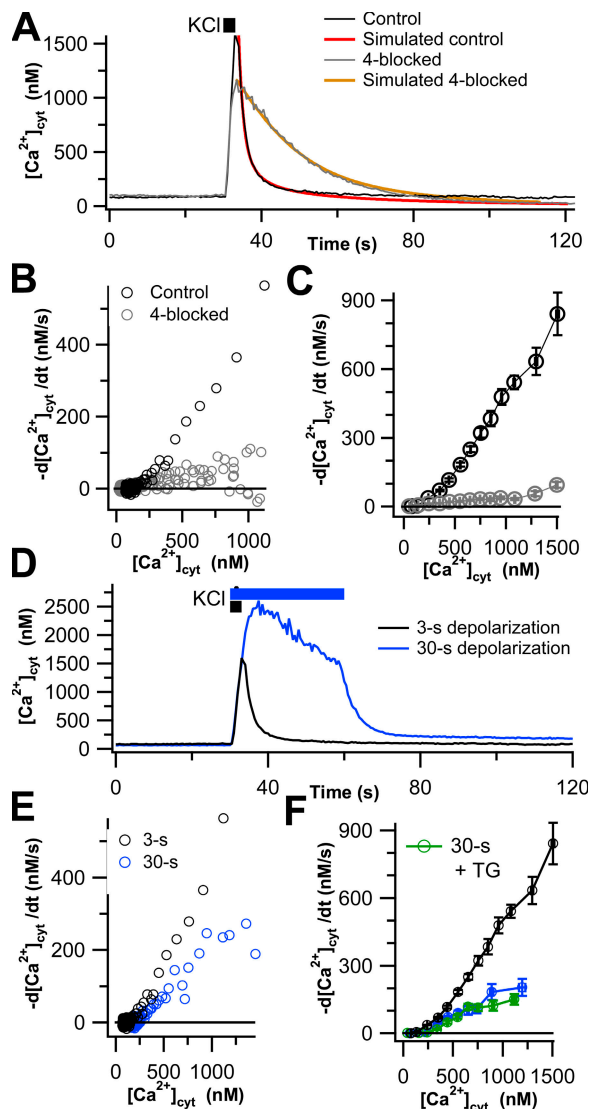 A
KCl
Control
Simulated control
4-blocked
Simulated 4-blocked
[Ca2+]cyt (nM)
1500
1000
500
0
0
40
80
120
Time (s)
B
Control
4-blocked
-d[Ca2+]cyt /dt (nM/s)
400
200
0
0
500
1000
[Ca2+]cyt (nM)
C
-d[Ca2+]cyt /dt (nM/s)
900
600
300
0
0
500
1000
1500
[Ca2+]cyt (nM)
D
KCl
3-s depolarization
30-s depolarization
[Ca2+]cyt (nM)
2500
2000
1500
1000
500
0
0
40
80
120
Time (s)
E
3-s
30-s
-d[Ca2+]cyt /dt (nM/s)
400
200
0
0
500
1000
[Ca2+]cyt (nM)
F
30-s
+ TG
-d[Ca2+]cyt /dt (nM/s)
900
600
300
0
0
500
1000
1500
[Ca2+]cyt (nM)